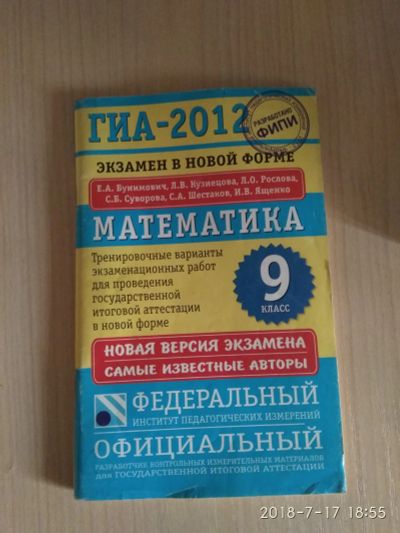 ГИА-2012
РАЗРАБОТАНО
ФИПИ
ЭКЗАМЕН В НОВОЙ ФОРМЕ
Е.А. Бунимович, Л.В. Кузнецова, Л.О. Рослова,
С.Б. Суворова, С.А. Шестаков, И.В. Ященко
МАТЕМАТИКА
Тренировочные варианты
экзаменационных работ
для проведения
государственной
итоговой аттестации
в новой форме
9
КЛАСС
НОВАЯ ВЕРСИЯ ЭКЗАМЕНА
САМЫЕ ИЗВЕСТНЫЕ АВТОРЫ
ФЕДЕРАЛЬНЫЙ
ИНСТИТУТ ПЕДАГОГИЧЕСКИХ ИЗМЕРЕНИЙ
ОФИЦИАЛЬНЫЙ
РАЗРАБОТЧИК КОНТРОЛЬНЫХ ИЗМЕРИТЕЛЬНЫХ МАТЕРИАЛОВ
для ГОСУДАРСТВЕННОЙ ИТОГОВОЙ АТТЕСТАЦИИ
2018-7-17 18:55